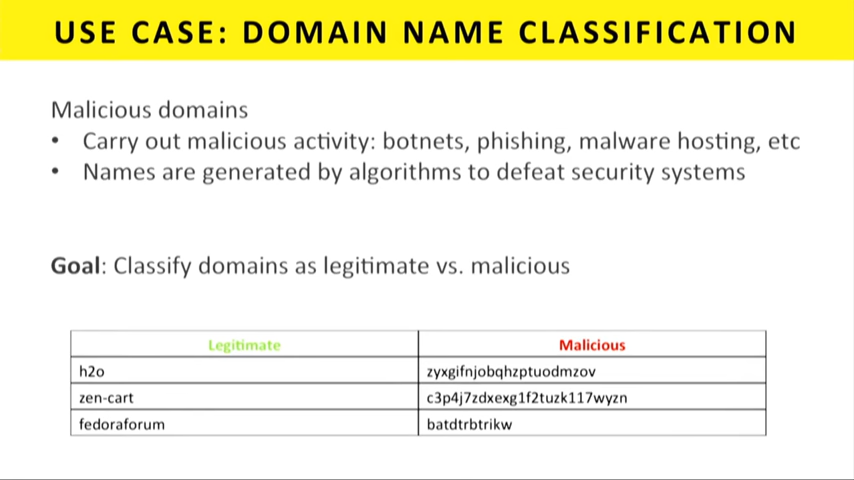 USE CASE: DOMAIN NAME CLASSIFICATION
Malicious domains
• Carry out malicious activity: botnets, phishing, malware hosting, etc
• Names are generated by algorithms to defeat security systems
Goal: Classify domains as legitimate vs. malicious
Legitimate Malicious
h2o zyxgifnjobqhzptuodmzov
zen-cart c3p4j7zdxexg1f2tuzk117wyzn
fedoraforum batdtrbtrikw